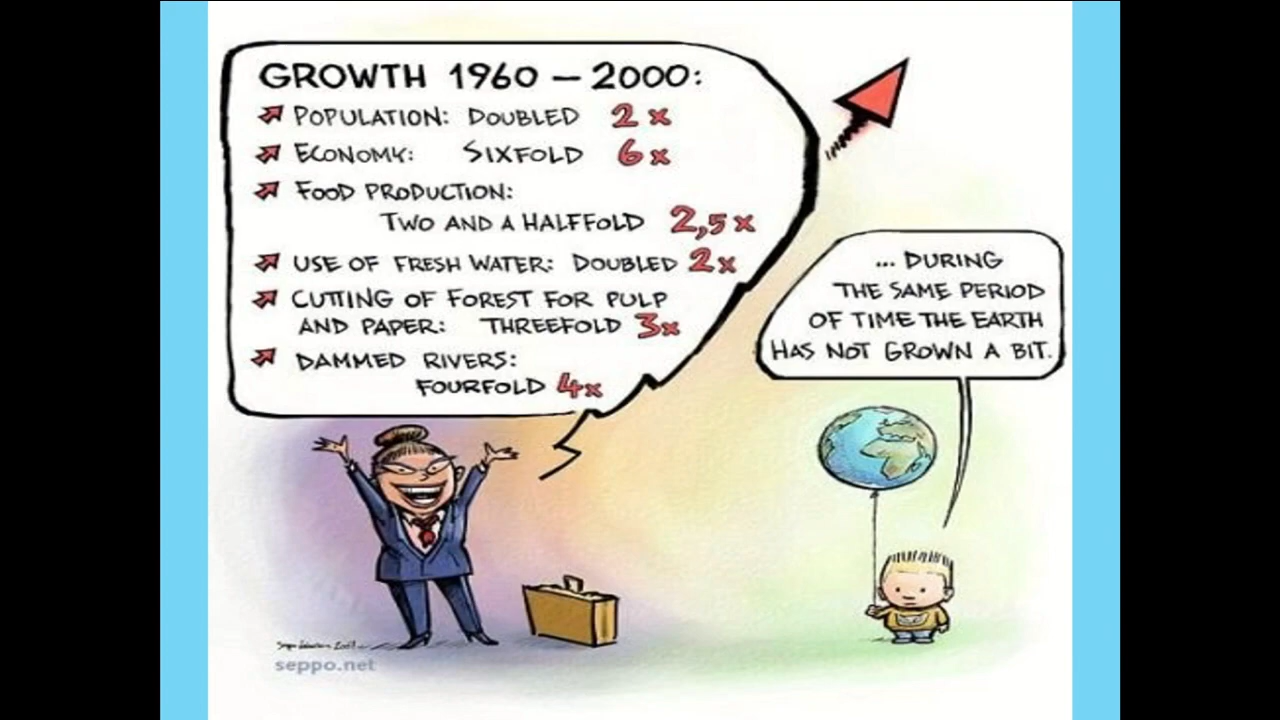 GROWTH 1960 – 2000:
POPULATION: DOUBLED 2x
ECONOMY: SIXFOLD 6x
FOOD PRODUCTION:
TWO AND A HALFFOLD 2,5x
USE OF FRESH WATER: DOUBLED 2x
CUTTING OF FOREST FOR PULP
AND PAPER: THREEFOLD 3x
DAMMED RIVERS:
FOURFOLD 4x
... DURING
THE SAME PERIOD
OF TIME THE EARTH
HAS NOT GROWN A BIT.
seppo.net